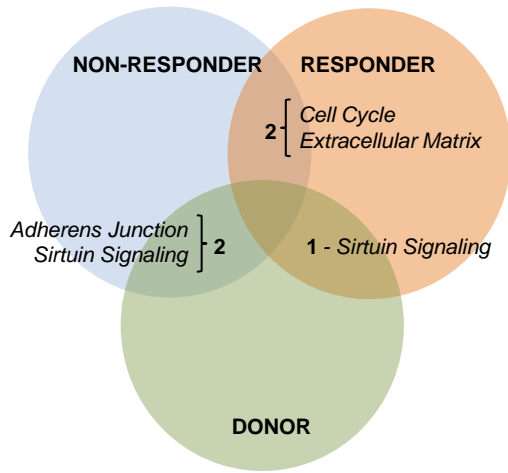 NON-RESPONDER RESPONDER
2 { Cell Cycle
Extracellular Matrix
Adherens Junction
Sirtuin Signaling } 2
1 - Sirtuin Signaling
DONOR